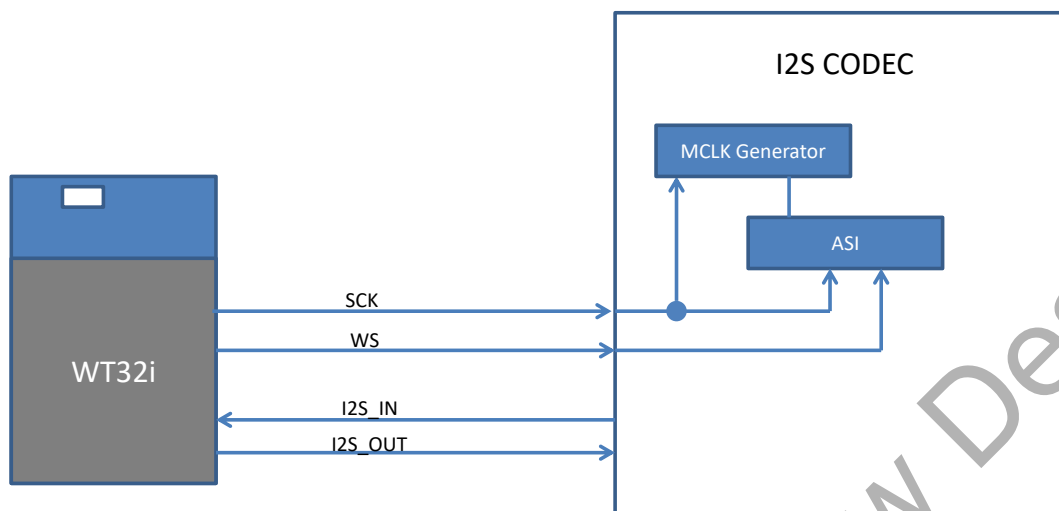 I2S CODEC
MCLK Generator
ASI
SCK
WS
WT32i
I2S_IN
I2S_OUT